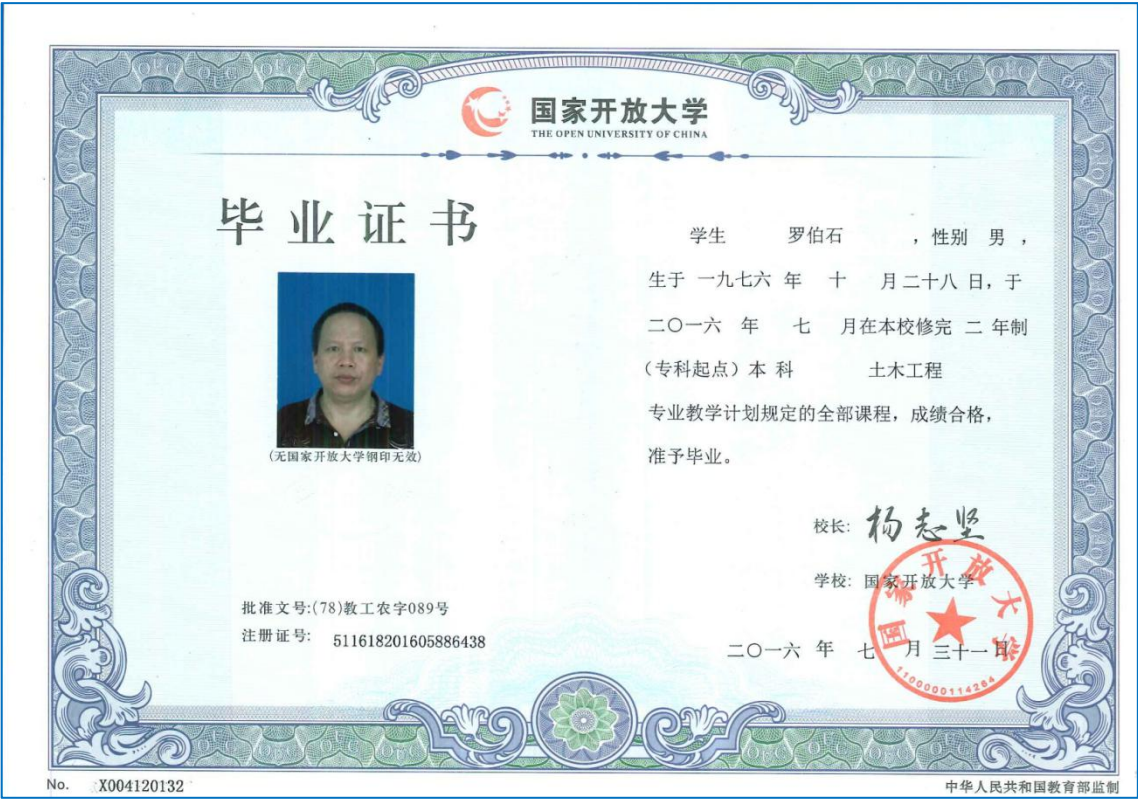 国家开放大学
THE OPEN UNIVERSITY OF CHINA
毕业证书
(无国家开放大学钢印无效)
批准文号:(78)教工农字089号
注册证号: 511618201605886438
学生 罗伯石 ，性别 男 ，
生于 一九七六 年 十 月二十八 日，于
二〇一六 年 七 月在本校修完 二 年制
（专科起点）本 科 土木工程
专业教学计划规定的全部课程，成绩合格，
准予毕业。
校长: 杨志坚
学校: 国家开放大学
二〇一六 年 七 月 三十一日
国家开放大学
1100000114264
No. X004120132
中华人民共和国教育部监制